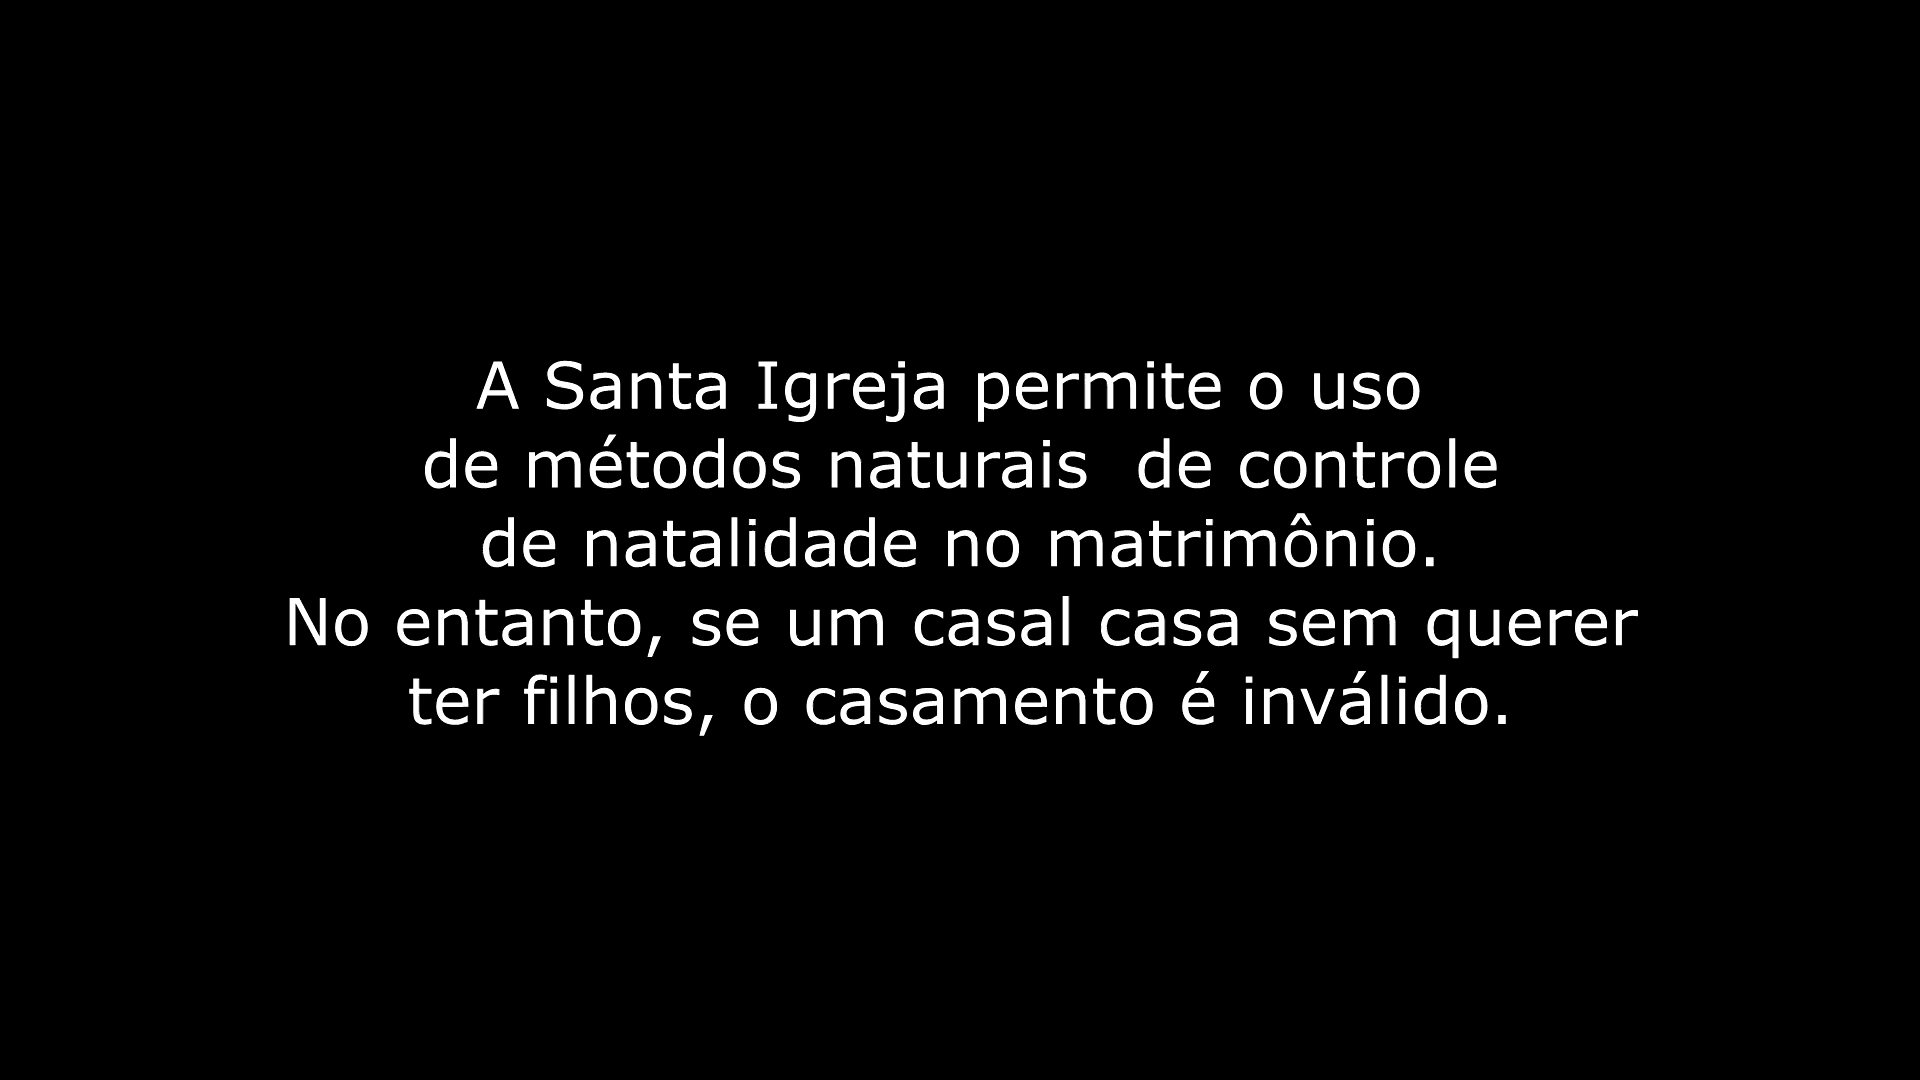 A Santa Igreja permite o uso
de métodos naturais  de controle
de natalidade no matrimônio.
No entanto, se um casal casa sem querer
ter filhos, o casamento é inválido.